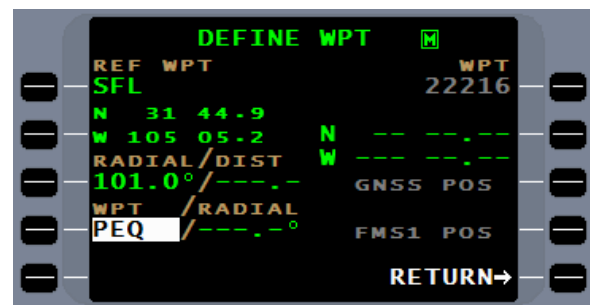 DEFINE WPT M
REF WPT WPT
SFL 22216
N 31 44.9
W 105 05.2 N -- --.--
RADIAL/DIST W --- --.--
101.0°/---.- GNSS POS
WPT /RADIAL
PEQ /---.-° FMS1 POS
RETURN→